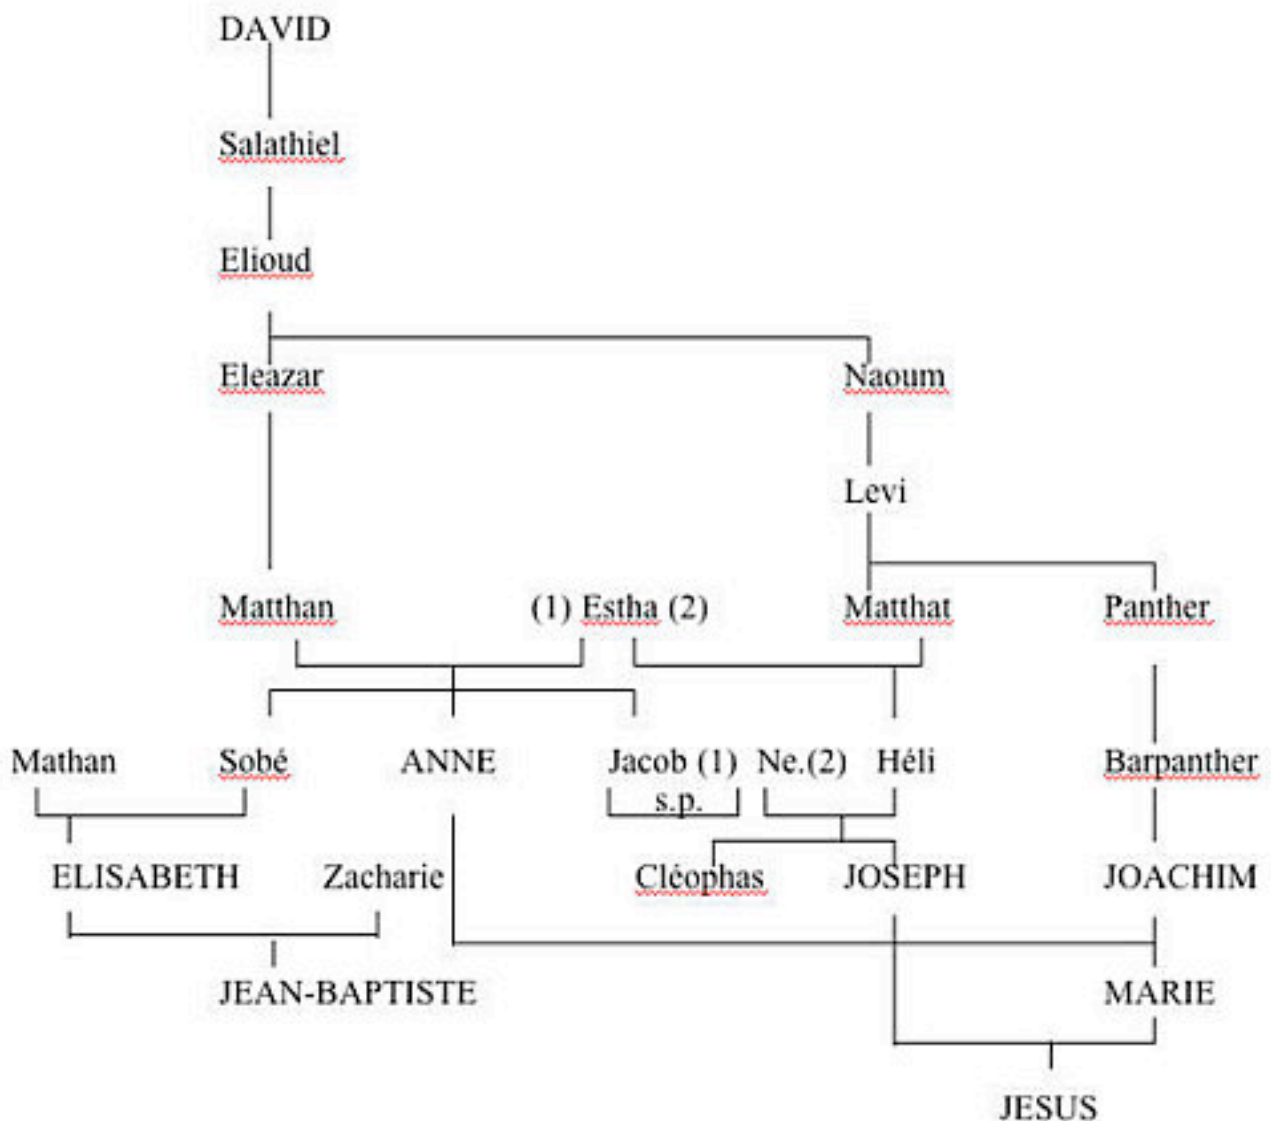 DAVID
Salathiel
Elioud
Eleazar Naoum
Levi
Matthan (1) Estha (2) Matthat Panther
Mathan Sobé ANNE Jacob (1) Ne.(2) Héli Barpanther
s.p.
ELISABETH Zacharie Cléophas JOSEPH JOACHIM
JEAN-BAPTISTE MARIE
JESUS